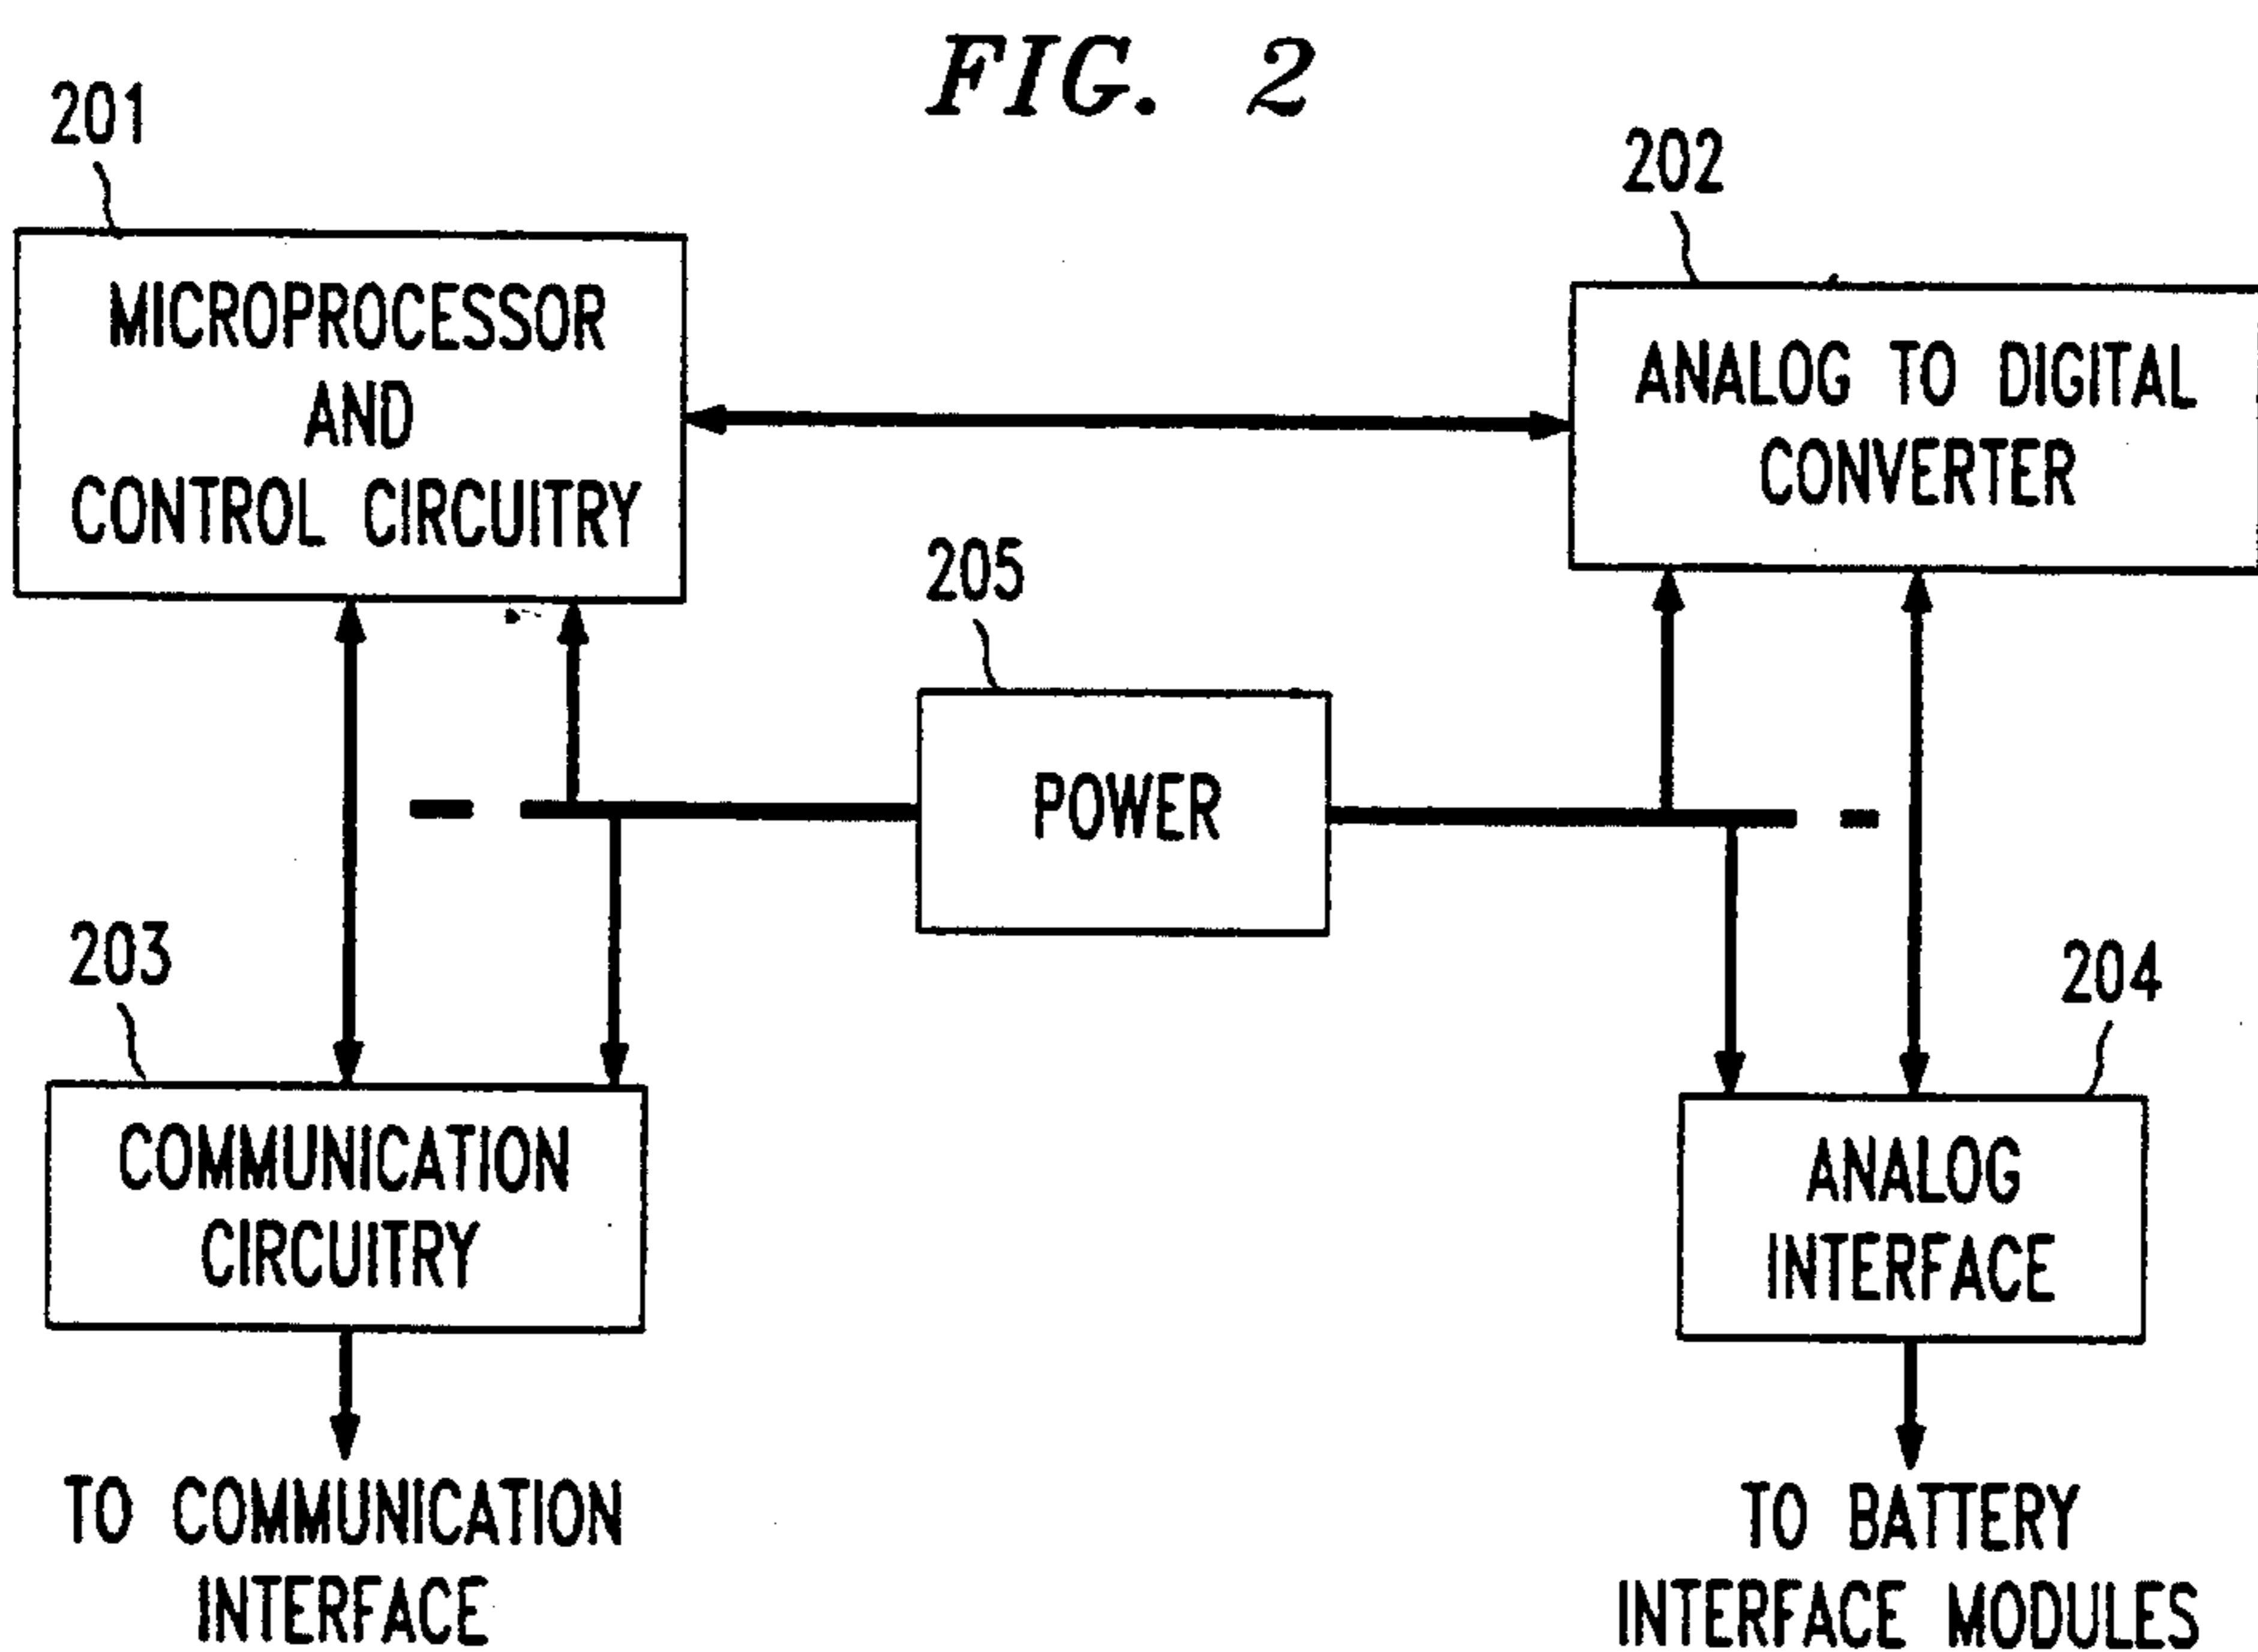 FIG. 2
201
202
MICROPROCESSOR
AND
CONTROL CIRCUITRY
ANALOG TO DIGITAL
CONVERTER
205
POWER
203
204
COMMUNICATION
CIRCUITRY
ANALOG
INTERFACE
TO COMMUNICATION
INTERFACE
TO BATTERY
INTERFACE MODULES